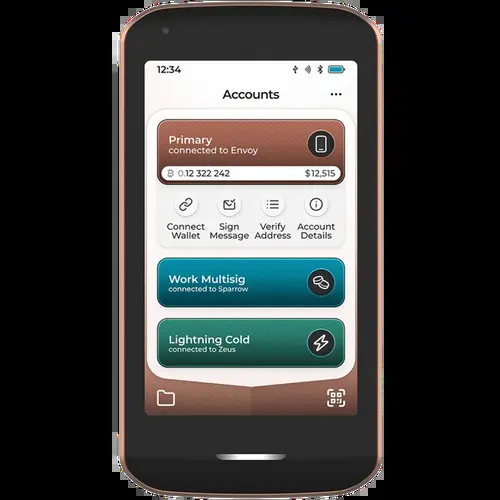 12:34
Accounts
Primary
connected to Envoy
₿ 0.12 322 242 $12,515
Connect Wallet
Sign Message
Verify Address
Account Details
Work Multisig
connected to Sparrow
Lightning Cold
connected to Zeus